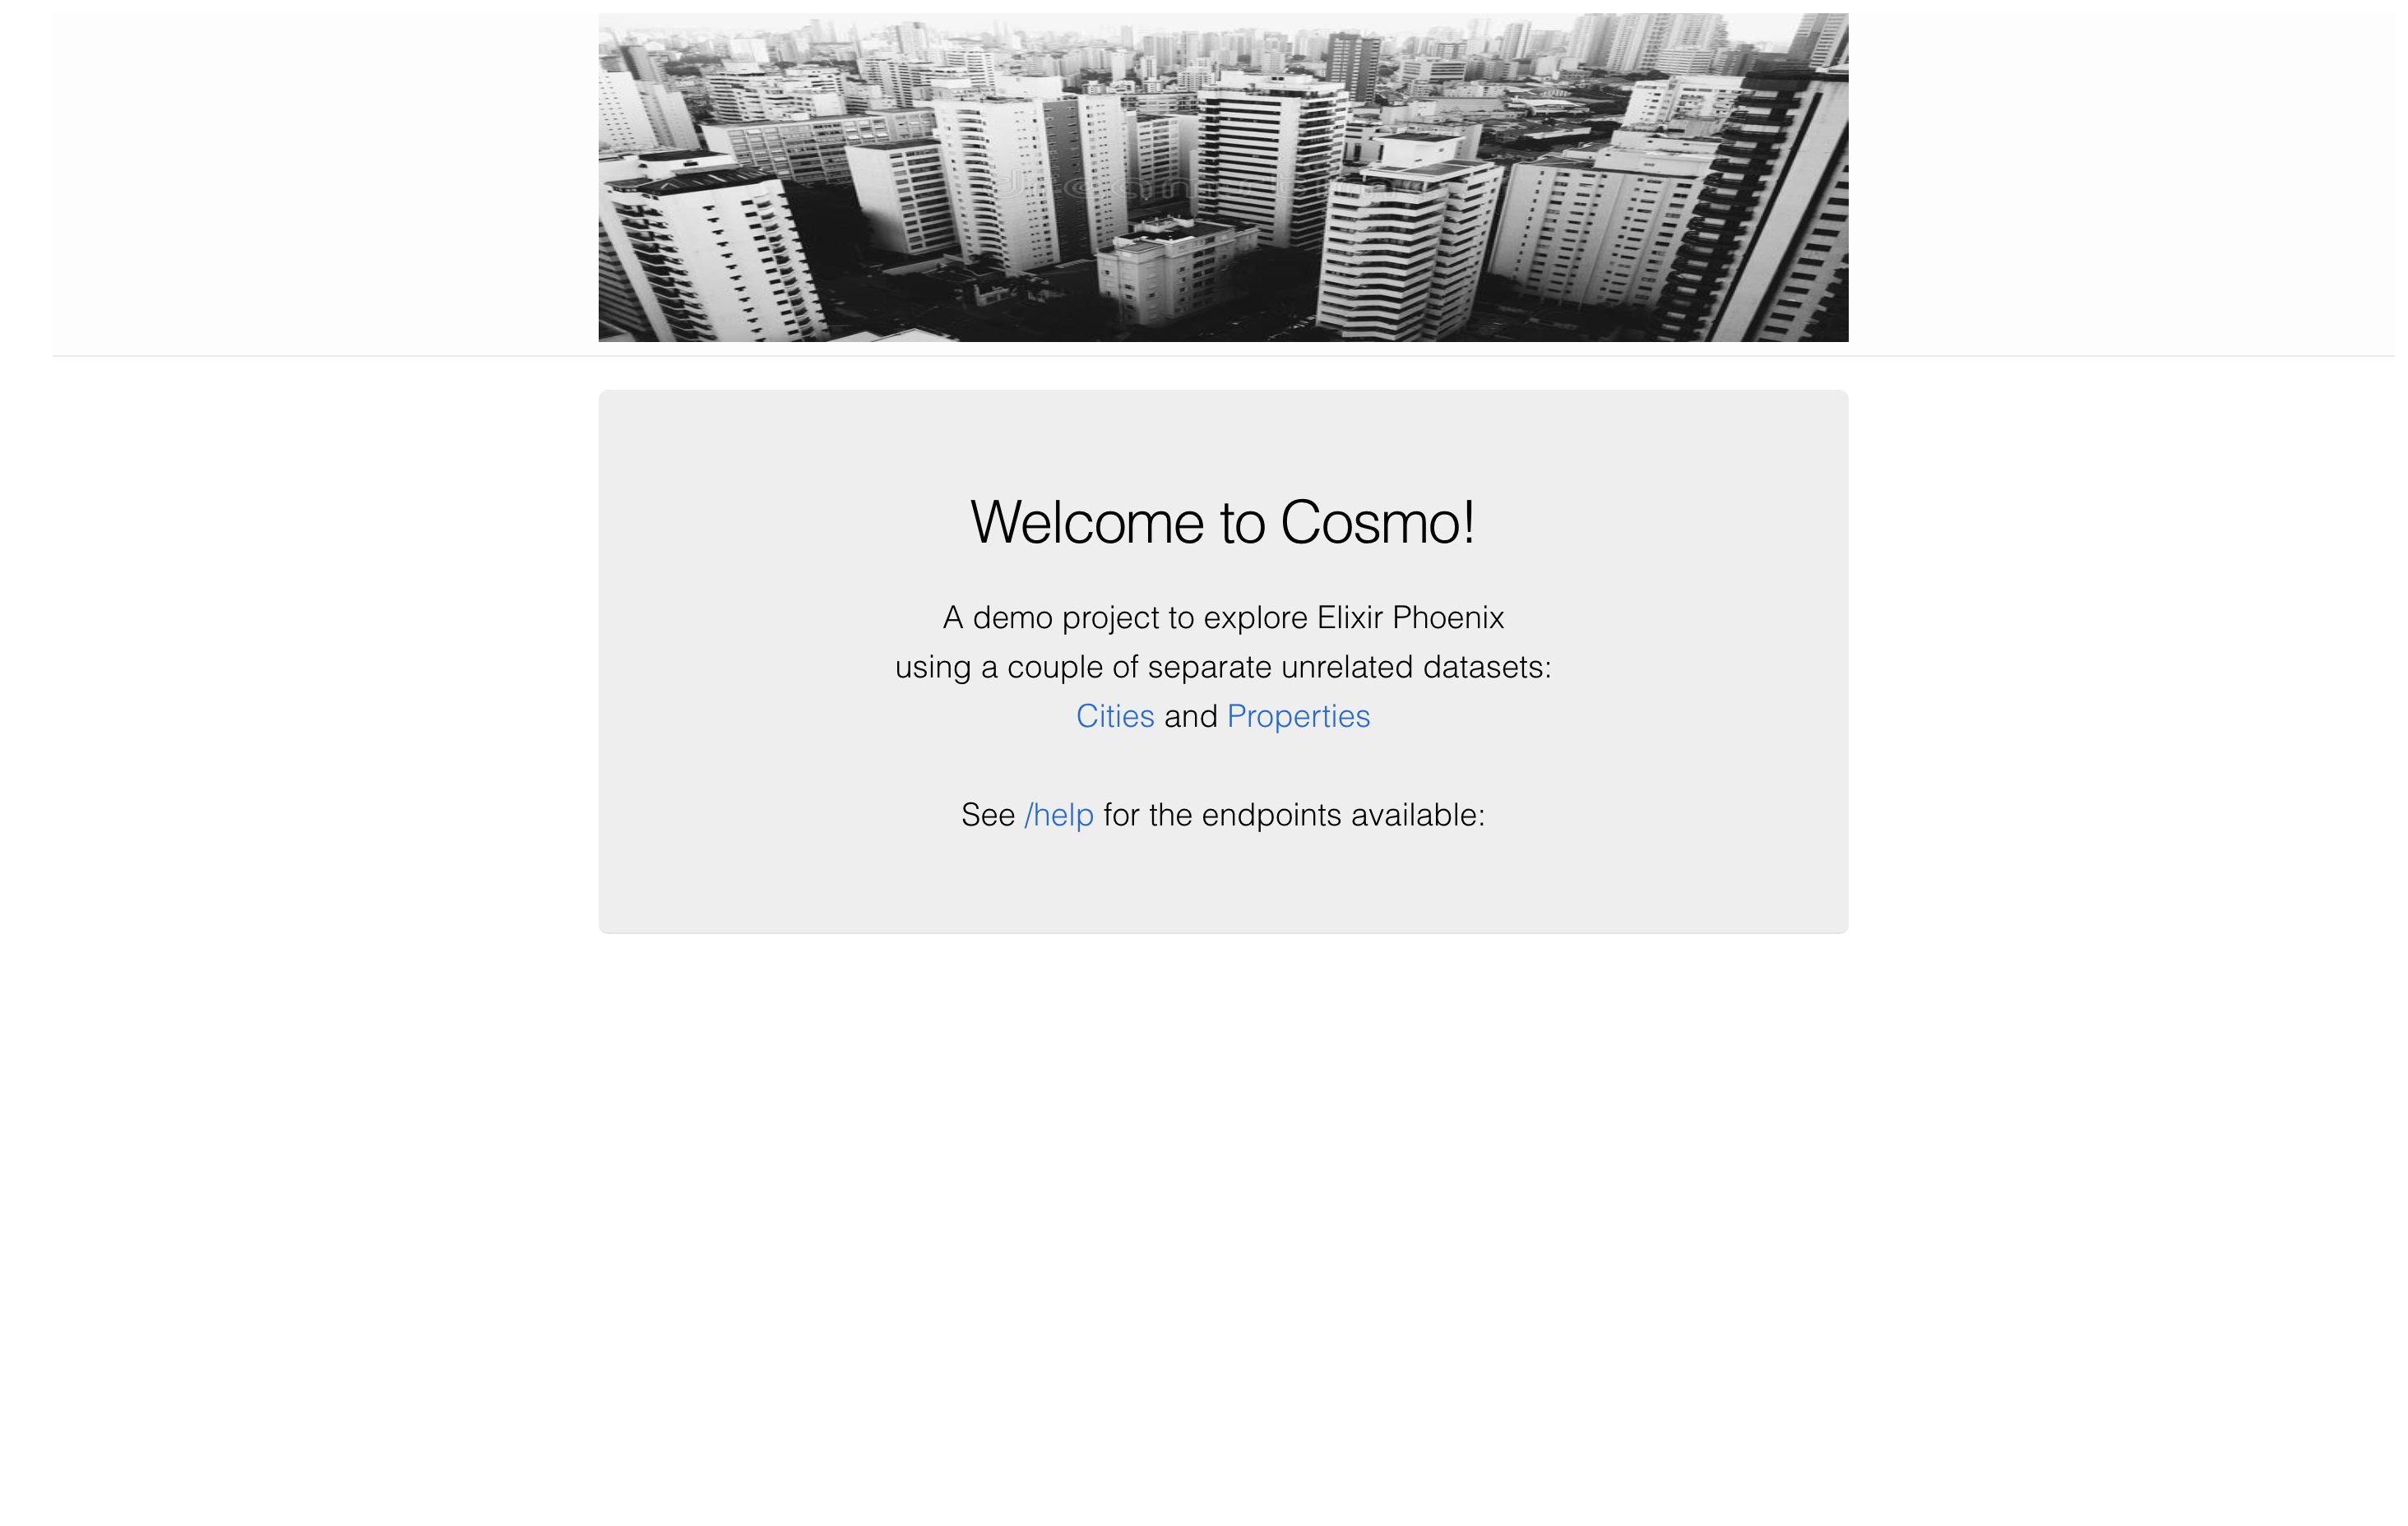 dreamstime
Welcome to Cosmo!
A demo project to explore Elixir Phoenix
using a couple of separate unrelated datasets:
Cities and Properties
See /help for the endpoints available: